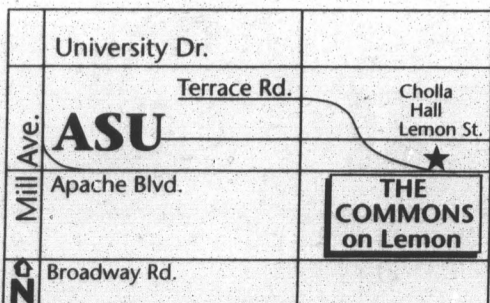 University Dr.
Terrace Rd.
Cholla
Hall
Lemon St.
ASU
Mill Ave.
Apache Blvd.
THE
COMMONS
on Lemon
Broadway Rd.
N